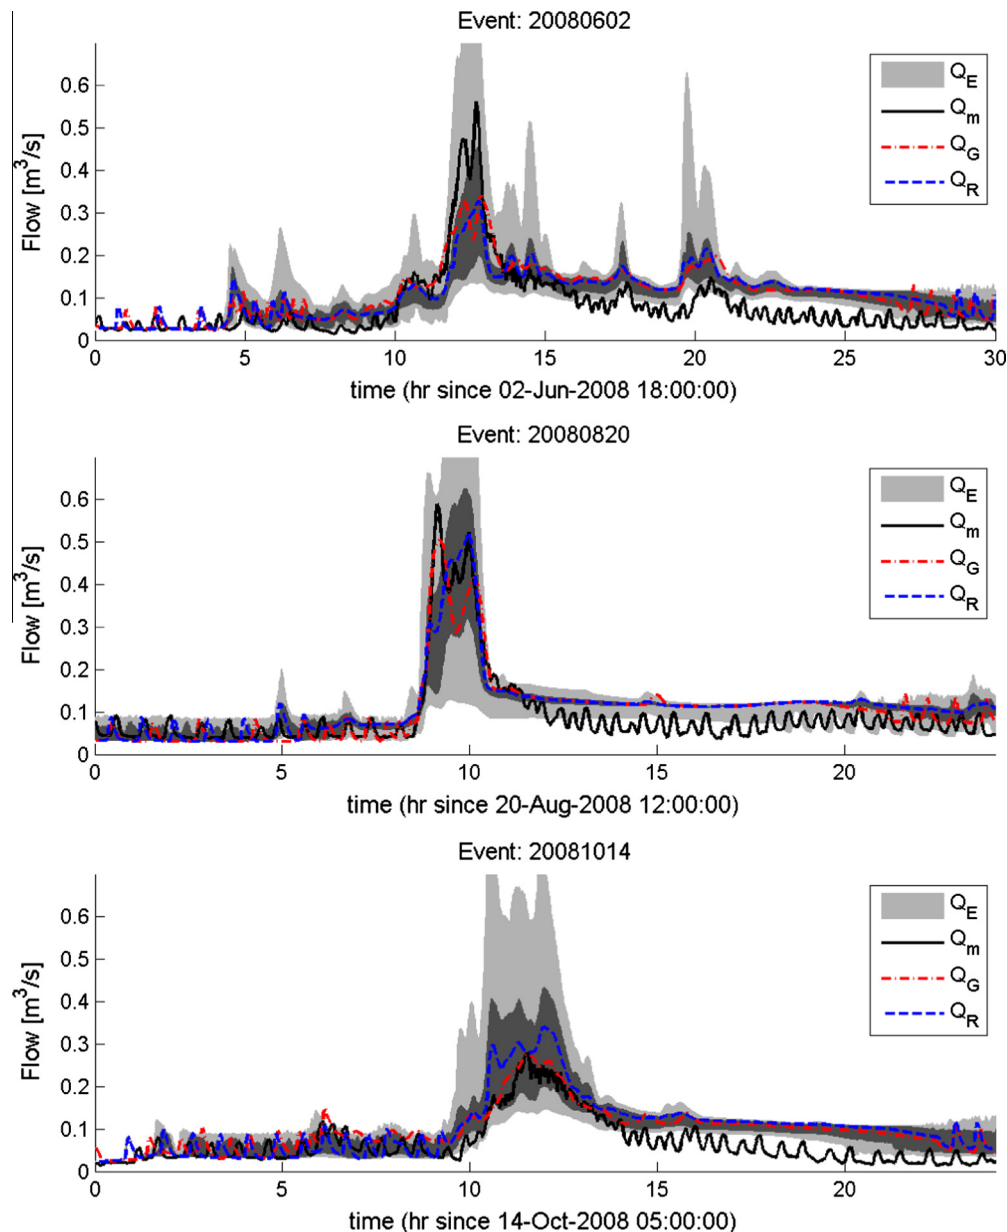 Event: 20080602
Flow [m³/s]
0.6
0.5
0.4
0.3
0.2
0.1
0
Q_E
Q_m
Q_G
Q_R
0 5 10 15 20 25 30
time (hr since 02-Jun-2008 18:00:00)
Event: 20080820
Flow [m³/s]
0.6
0.5
0.4
0.3
0.2
0.1
0
Q_E
Q_m
Q_G
Q_R
0 5 10 15 20
time (hr since 20-Aug-2008 12:00:00)
Event: 20081014
Flow [m³/s]
0.6
0.5
0.4
0.3
0.2
0.1
0
Q_E
Q_m
Q_G
Q_R
0 5 10 15 20
time (hr since 14-Oct-2008 05:00:00)